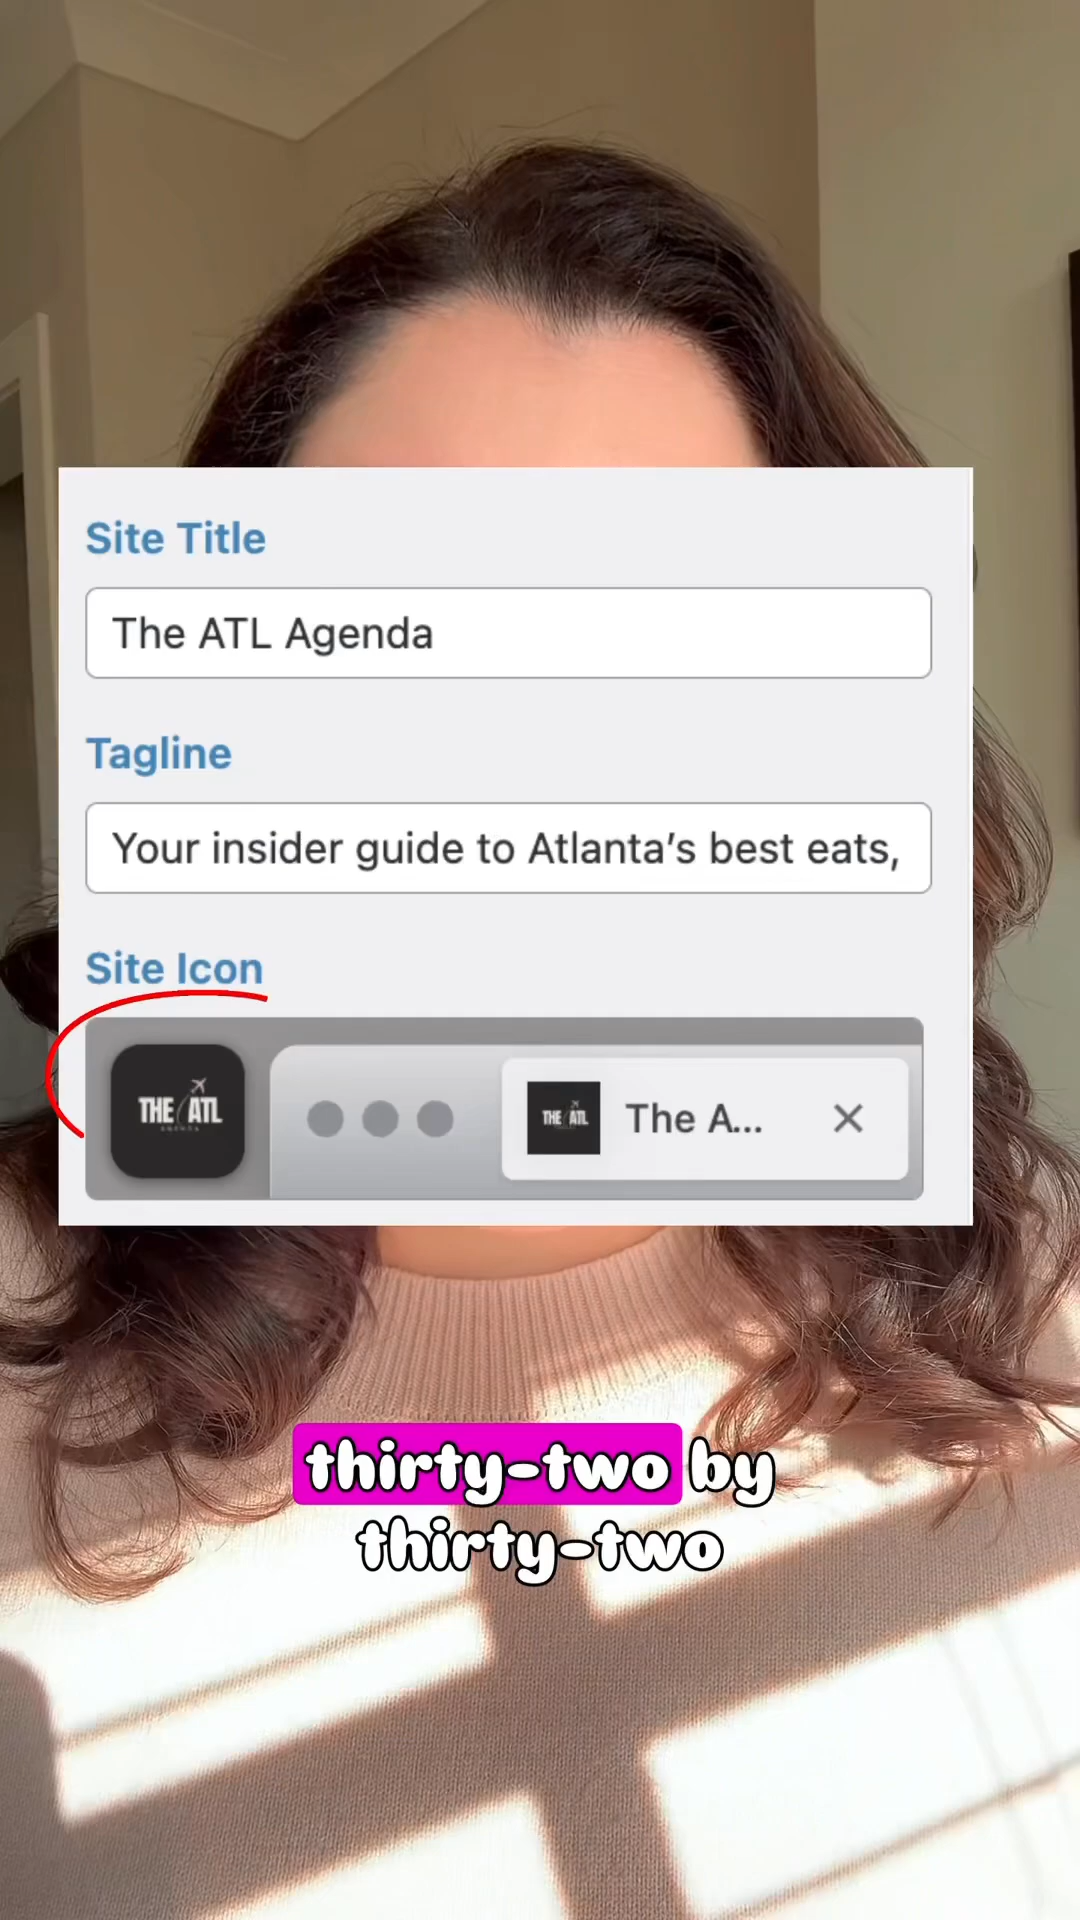 Site Title
The ATL Agenda
Tagline
Your insider guide to Atlanta's best eats,
Site Icon
THE ATL
AGENDA
THE ATL
The A...
thirty-two by
thirty-two